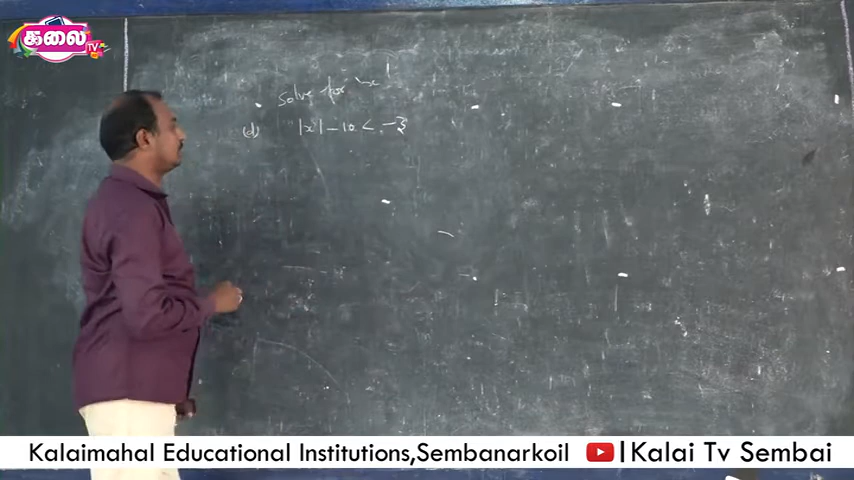 கலை TV
Solve for x
(d) |x| - 10 < -3
Kalaimahal Educational Institutions,Sembanarkoil | Kalai Tv Sembai